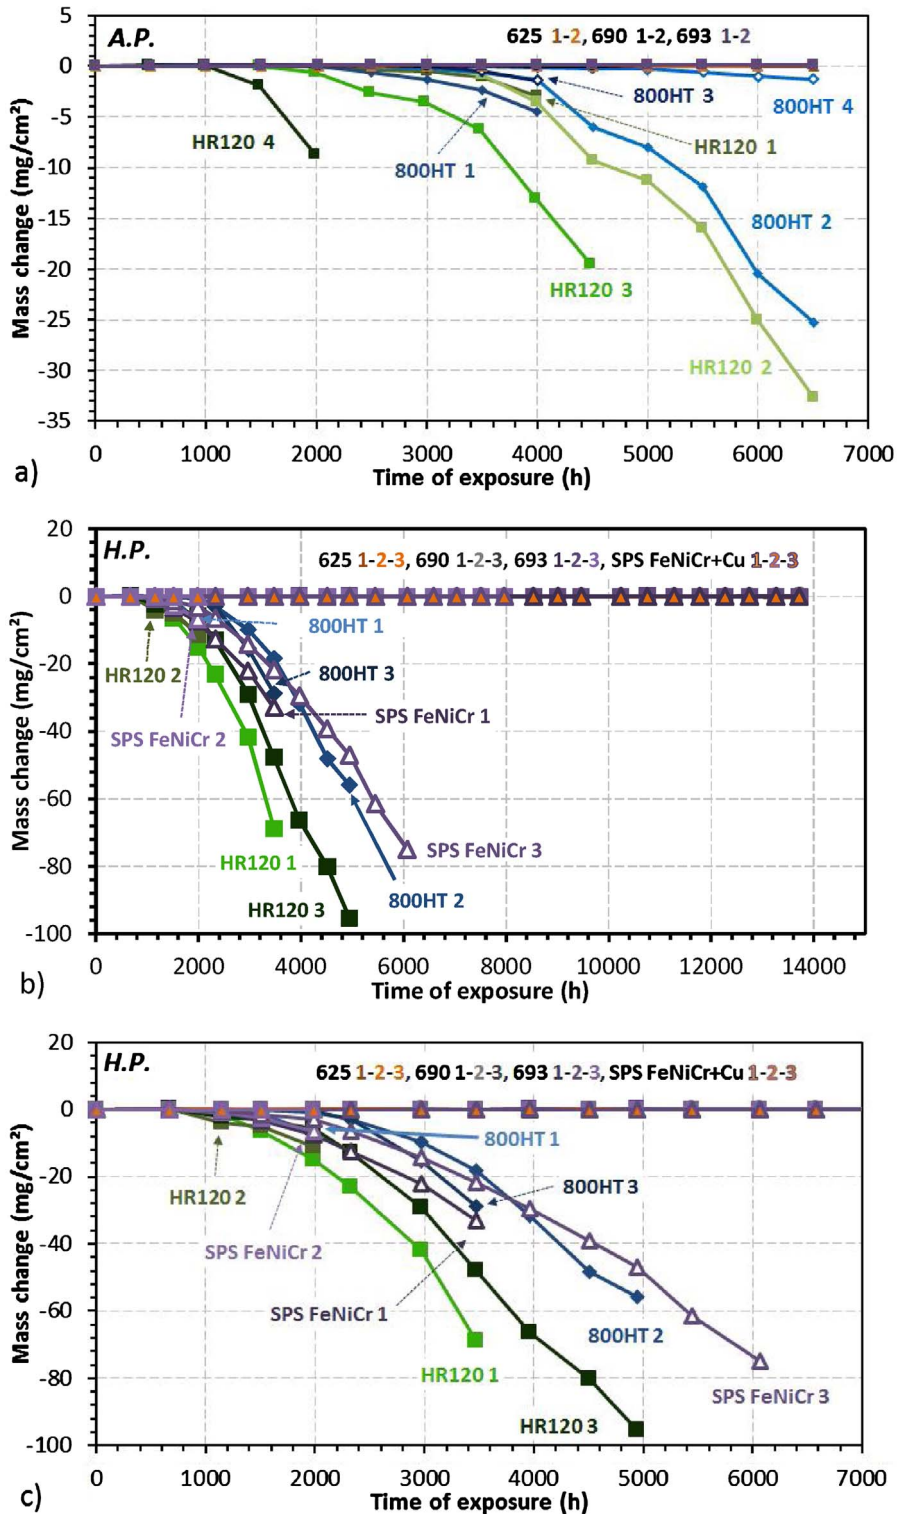 A.P.
625 1-2, 690 1-2, 693 1-2
5
0
-5
-10
-15
-20
-25
-30
-35
Mass change (mg/cm²)
800HT 3
800HT 4
HR120 4
HR120 1
800HT 1
800HT 2
HR120 3
HR120 2
0 1000 2000 3000 4000 5000 6000 7000
Time of exposure (h)
a)
H.P.
625 1-2-3, 690 1-2-3, 693 1-2-3, SPS FeNiCr+Cu 1-2-3
20
0
-20
-40
-60
-80
-100
Mass change (mg/cm²)
800HT 1
HR120 2
800HT 3
SPS FeNiCr 1
SPS FeNiCr 2
SPS FeNiCr 3
HR120 1
800HT 2
HR120 3
0 2000 4000 6000 8000 10000 12000 14000
Time of exposure (h)
b)
H.P.
625 1-2-3, 690 1-2-3, 693 1-2-3, SPS FeNiCr+Cu 1-2-3
20
0
-20
-40
-60
-80
-100
Mass change (mg/cm²)
800HT 1
800HT 3
HR120 2
SPS FeNiCr 2
SPS FeNiCr 1
800HT 2
HR120 1
SPS FeNiCr 3
HR120 3
0 1000 2000 3000 4000 5000 6000 7000
Time of exposure (h)
c)